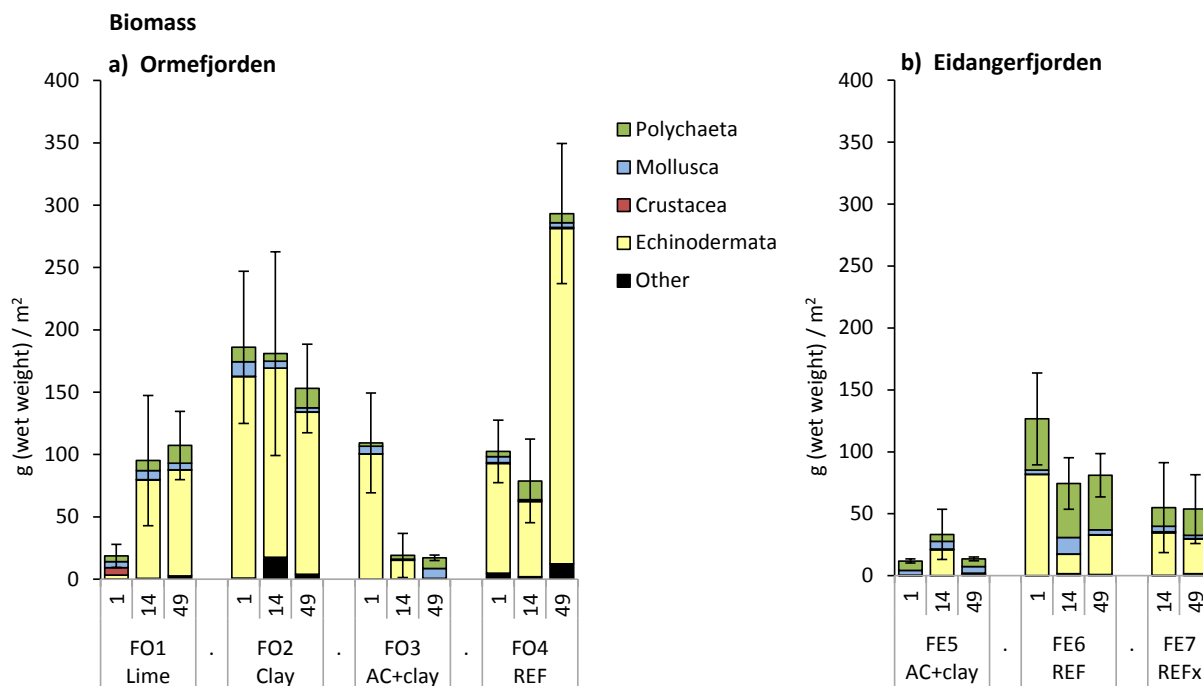 Biomass
a) Ormefjorden
b) Eidangerfjorden
g (wet weight) / m²
400
350
300
250
200
150
100
50
0
Polychaeta
Mollusca
Crustacea
Echinodermata
Other
g (wet weight) / m²
400
350
300
250
200
150
100
50
0
1 14 49 1 14 49 1 14 49 1 14 49
FO1 . FO2 . FO3 . FO4
Lime Clay AC+clay REF
1 14 49 1 14 49 1 14 49
FE5 . FE6 . FE7
AC+clay REF REFx